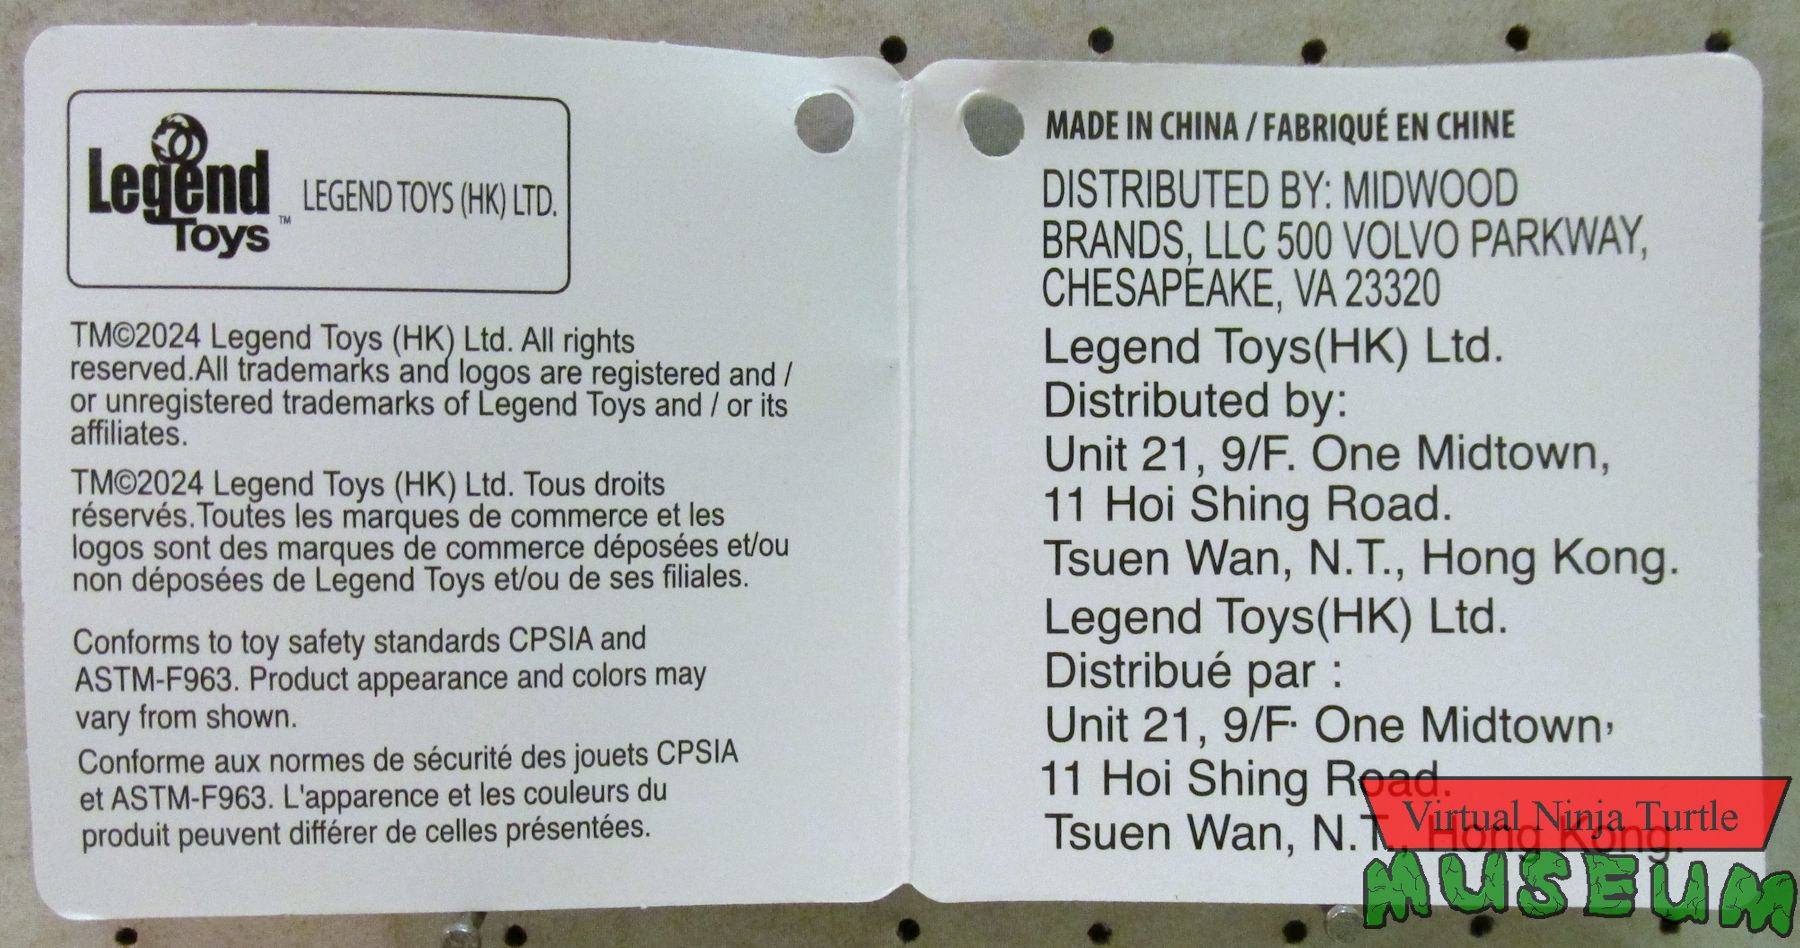 Legend
Toys
™
LEGEND TOYS (HK) LTD.
TM©2024 Legend Toys (HK) Ltd. All rights
reserved.All trademarks and logos are registered and /
or unregistered trademarks of Legend Toys and / or its
affiliates.
TM©2024 Legend Toys (HK) Ltd. Tous droits
réservés.Toutes les marques de commerce et les
logos sont des marques de commerce déposées et/ou
non déposées de Legend Toys et/ou de ses filiales.
Conforms to toy safety standards CPSIA and
ASTM-F963. Product appearance and colors may
vary from shown.
Conforme aux normes de sécurité des jouets CPSIA
et ASTM-F963. L'apparence et les couleurs du
produit peuvent différer de celles présentées.
MADE IN CHINA / FABRIQUÉ EN CHINE
DISTRIBUTED BY: MIDWOOD
BRANDS, LLC 500 VOLVO PARKWAY,
CHESAPEAKE, VA 23320
Legend Toys(HK) Ltd.
Distributed by:
Unit 21, 9/F. One Midtown,
11 Hoi Shing Road.
Tsuen Wan, N.T., Hong Kong.
Legend Toys(HK) Ltd.
Distribué par :
Unit 21, 9/F. One Midtown,
11 Hoi Shing Road.
Tsuen Wan, N.T., Hong Kong.
Virtual Ninja Turtle
MUSEUM